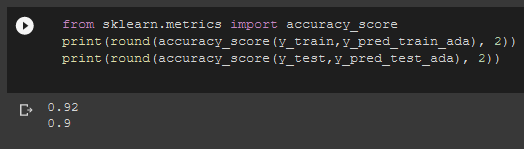 from sklearn.metrics import accuracy_score
print(round(accuracy_score(y_train,y_pred_train_ada), 2))
print(round(accuracy_score(y_test,y_pred_test_ada), 2))
0.92
0.9